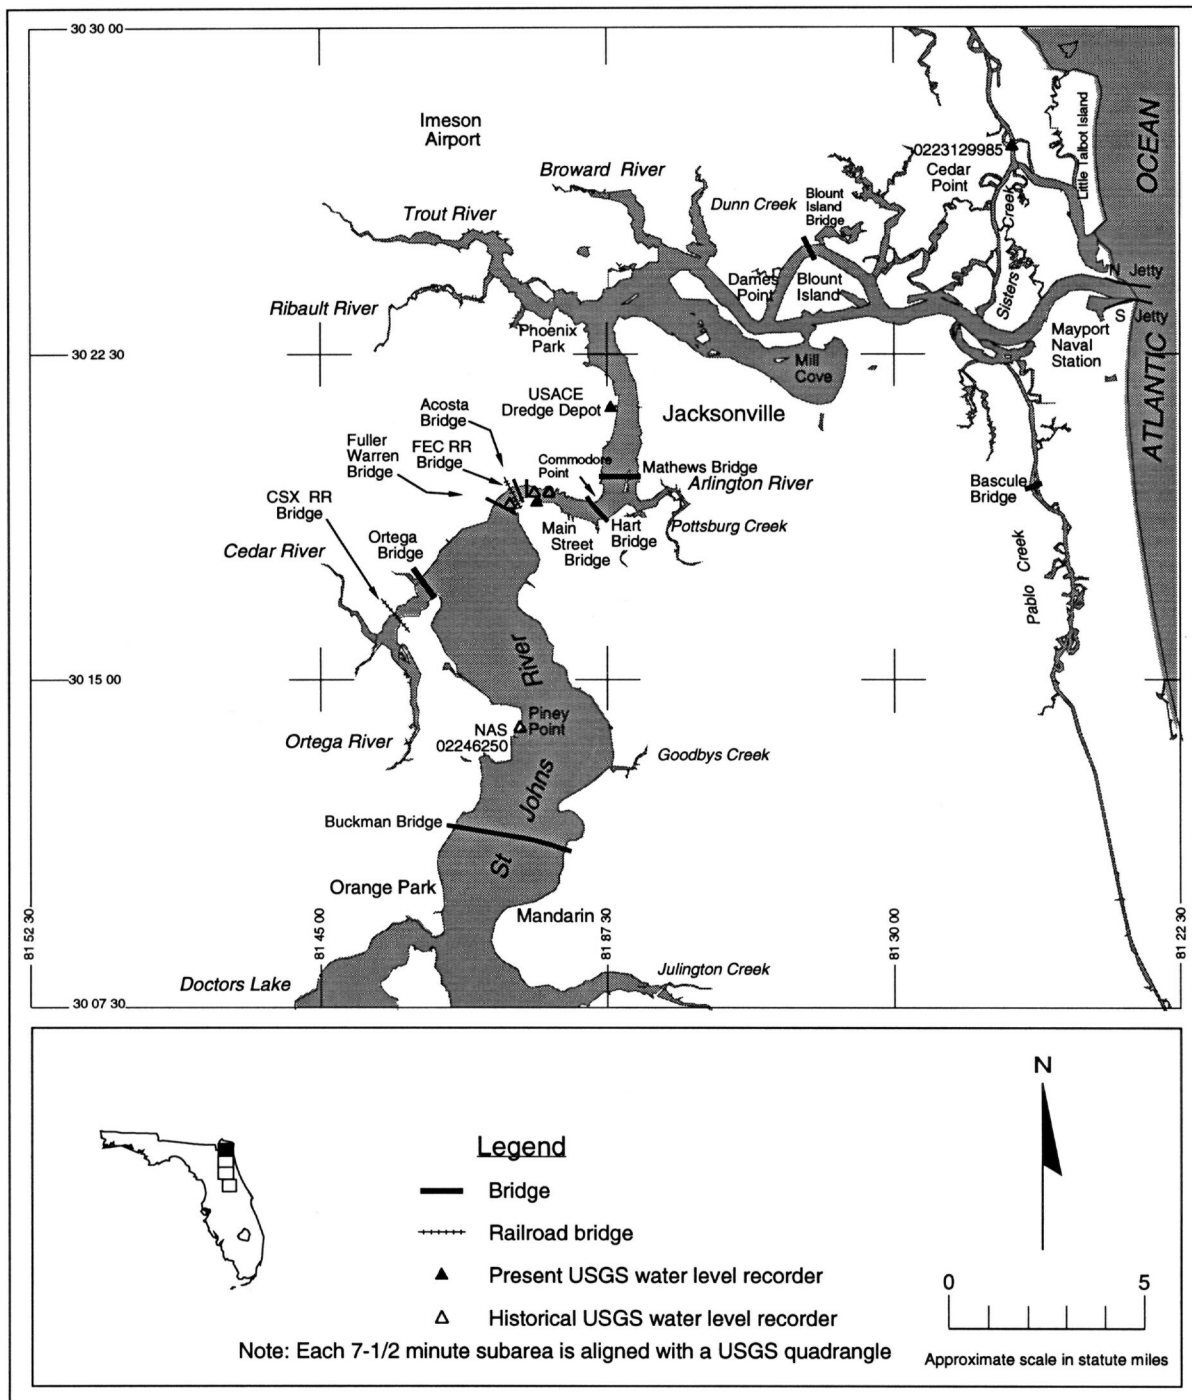 30 30 00
Imeson
Airport
Broward River
Trout River
Dunn Creek
Blount
Island
Bridge
0223129985
Cedar
Point
Little Talbot Island
OCEAN
Sisters Creek
Ribault River
Dames
Point
Blount
Island
N Jetty
S Jetty
Phoenix
Park
Mayport
Naval
Station
30 22 30
Mill
Cove
ATLANTIC
USACE
Dredge Depot
Jacksonville
Acosta
Bridge
FEC RR
Bridge
Fuller
Warren
Bridge
Commodore
Point
Mathews Bridge
Arlington River
CSX RR
Bridge
Bascule
Bridge
Cedar River
Ortega
Bridge
Main
Street
Bridge
Hart
Bridge
Pottsburg Creek
Pablo Creek
30 15 00
St Johns River
Piney
Point
NAS
02246250
Ortega River
Goodbys Creek
Buckman Bridge
Orange Park
Mandarin
Doctors Lake
Julington Creek
81 52 30
81 45 00
81 87 30
81 30 00
81 22 30
30 07 30
N
Legend
Bridge
Railroad bridge
Present USGS water level recorder
Historical USGS water level recorder
Note: Each 7-1/2 minute subarea is aligned with a USGS quadrangle
0 5
Approximate scale in statute miles